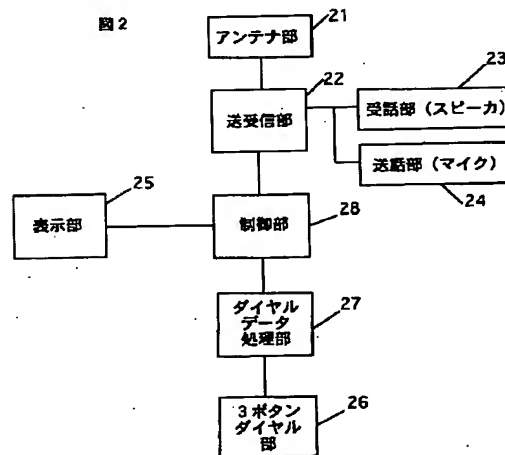 図2
21
アンテナ部
22
送受信部
23
受話部（スピーカ）
送話部（マイク）
24
25
表示部
制御部
28
ダイヤル
データ
処理部
27
3ボタン
ダイヤル
部
26